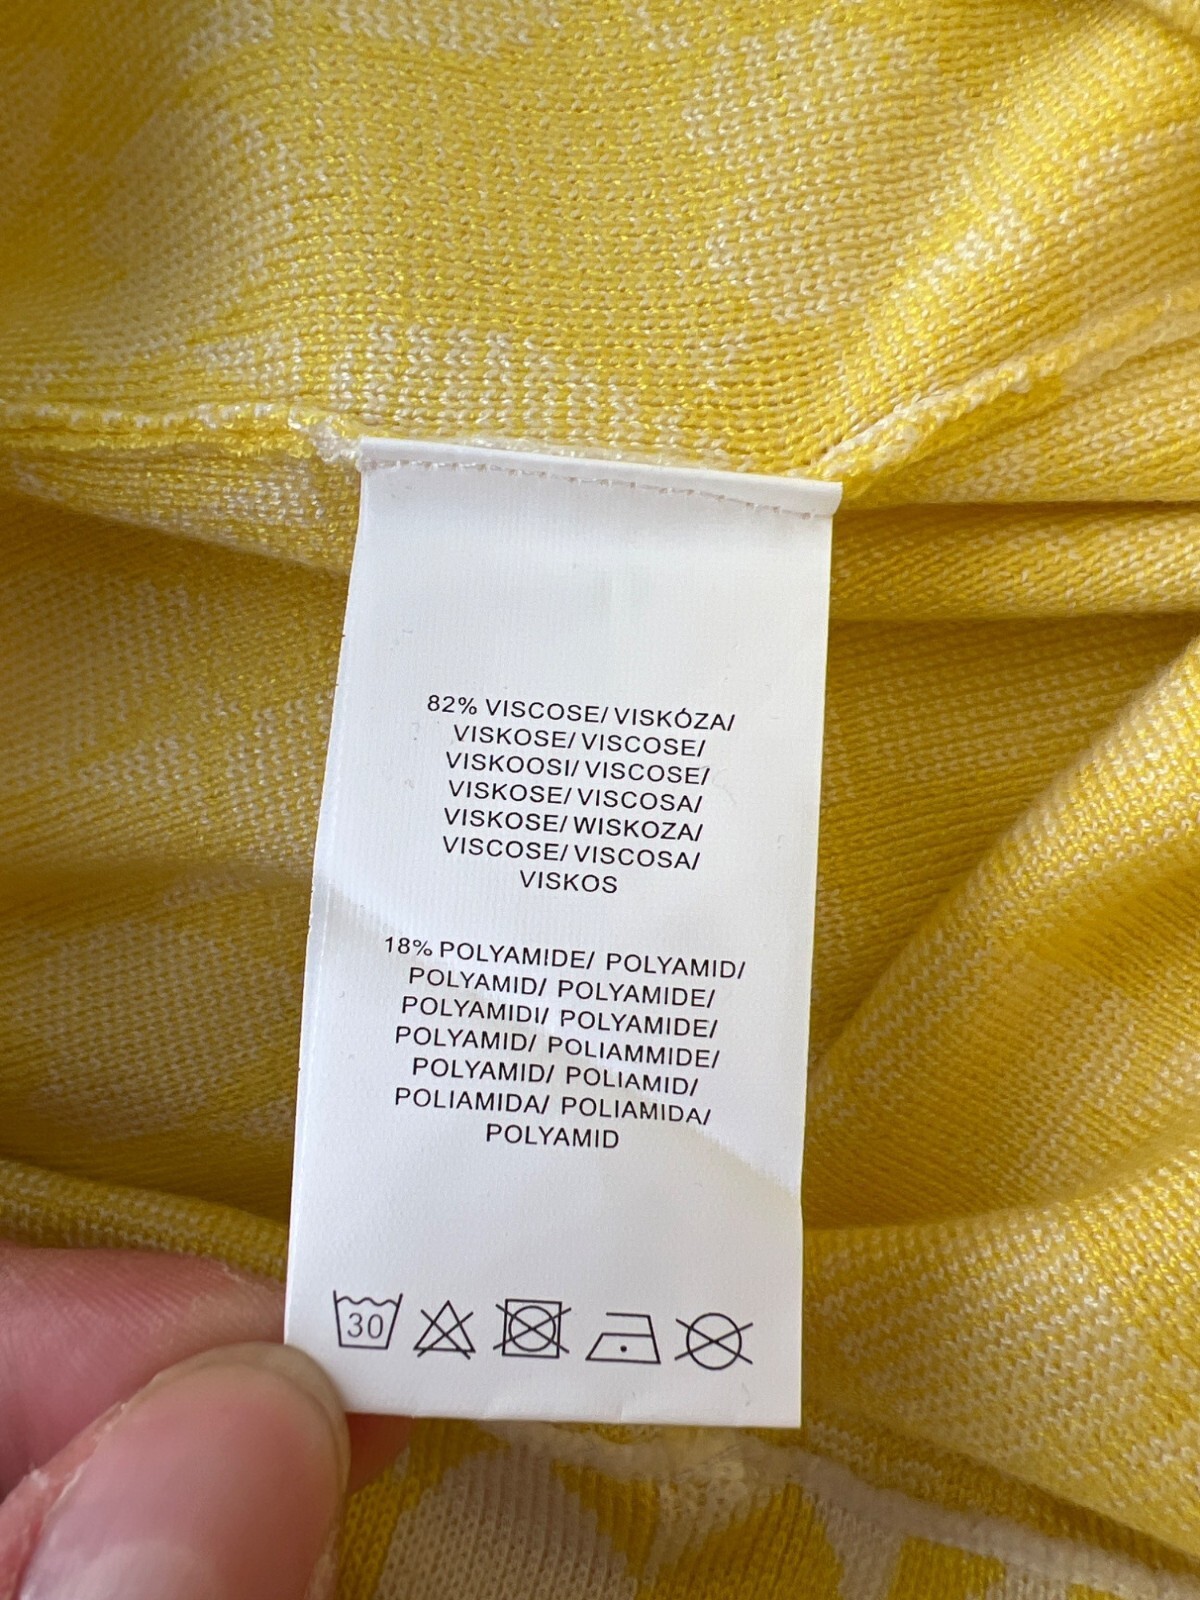 82% VISCOSE/ VISKÓZA/
VISKOSE/ VISCOSE/
VISKOOSI/ VISCOSE/
VISKOSE/ VISCOSA/
VISKOSE/ WISKOZA/
VISCOSE/ VISCOSA/
VISKOS
18% POLYAMIDE/ POLYAMID/
POLYAMID/ POLYAMIDE/
POLYAMIDI/ POLYAMIDE/
POLYAMID/ POLIAMMIDE/
POLYAMID/ POLIAMID/
POLIAMIDA/ POLIAMIDA/
POLYAMID
30